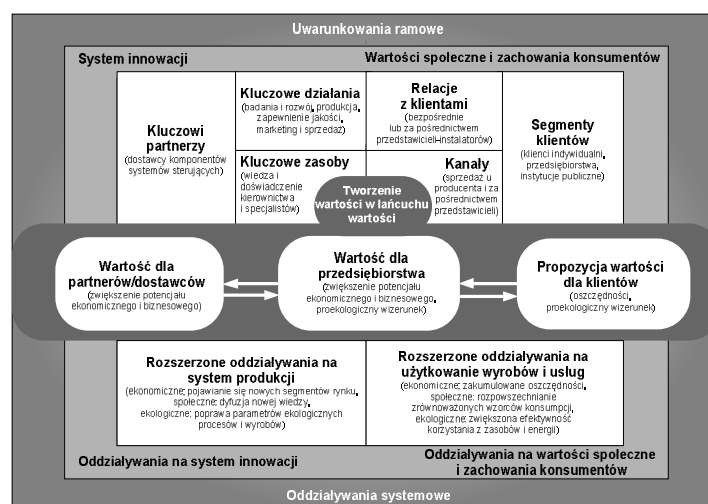 Uwarunkowania ramowe
System innowacji
Wartości społeczne i zachowania konsumentów
Kluczowi
partnerzy
(dostawcy komponentów
systemów sterujących)
Kluczowe działania
(badania i rozwój, produkcja,
zapewnienie jakości,
marketing i sprzedaż)
Kluczowe zasoby
(wiedza i
doświadczenie
kierownictwa
i specjalistów)
Relacje
z klientami
(bezpośrednie
lub za pośrednictwem
przedstawicieli-instalatorów)
Kanały
(sprzedaż u
producenta i za
pośrednictwem
przedstawicieli)
Segmenty
klientów
(klienci indywidualni,
przedsiębiorstwa,
instytucje publiczne)
Tworzenie
wartości w łańcuchu
wartości
Wartość dla
partnerów/dostawców
(zwiększenie potencjału
ekonomicznego i biznesowego)
Wartość dla
przedsiębiorstwa
(zwiększenie potencjału
ekonomicznego i biznesowego,
proekologiczny wizerunek)
Propozycja wartości
dla klientów
(oszczędności,
proekologiczny wizerunek)
Rozszerzone oddziaływania na
system produkcji
(ekonomiczne: pojawianie się nowych segmentów rynku,
społeczne: dyfuzja nowej wiedzy,
ekologiczne: poprawa parametrów ekologicznych
procesów i wyrobów)
Rozszerzone oddziaływania na
użytkowanie wyrobów i usług
(ekonomiczne: zakumulowane oszczędności,
społeczne: rozpowszechnianie
zrównoważonych wzorców konsumpcji,
ekologiczne: zwiększona efektywność
korzystania z zasobów i energii)
Oddziaływania na system innowacji
Oddziaływania na wartości społeczne
i zachowania konsumentów
Oddziaływania systemowe